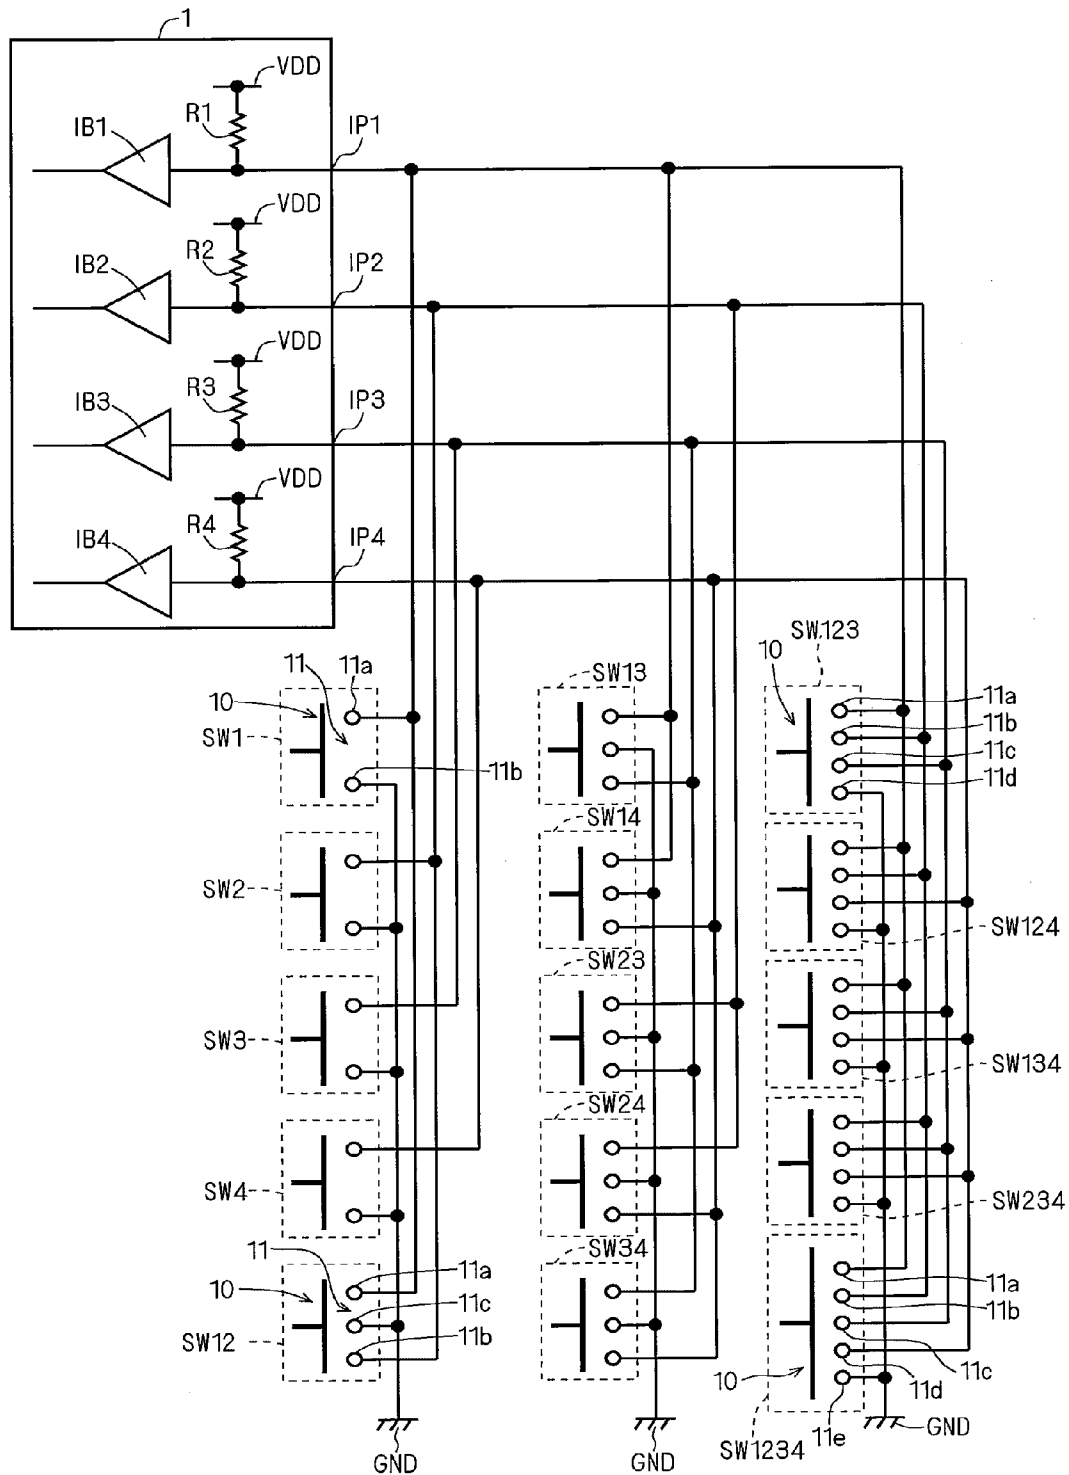 1
VDD
R1
IB1
IP1
VDD
R2
IB2
IP2
VDD
R3
IB3
IP3
VDD
R4
IB4
IP4
SW123
10
11 11a
SW13
11a
10
11b
SW1
11c
11b
11d
SW14
SW2
SW124
SW23
SW3
SW134
SW24
SW4
SW234
11
SW34
11a
10
11a
11c
11b
SW12
11b
11c
10
11d
11e
GND
SW1234
GND
GND